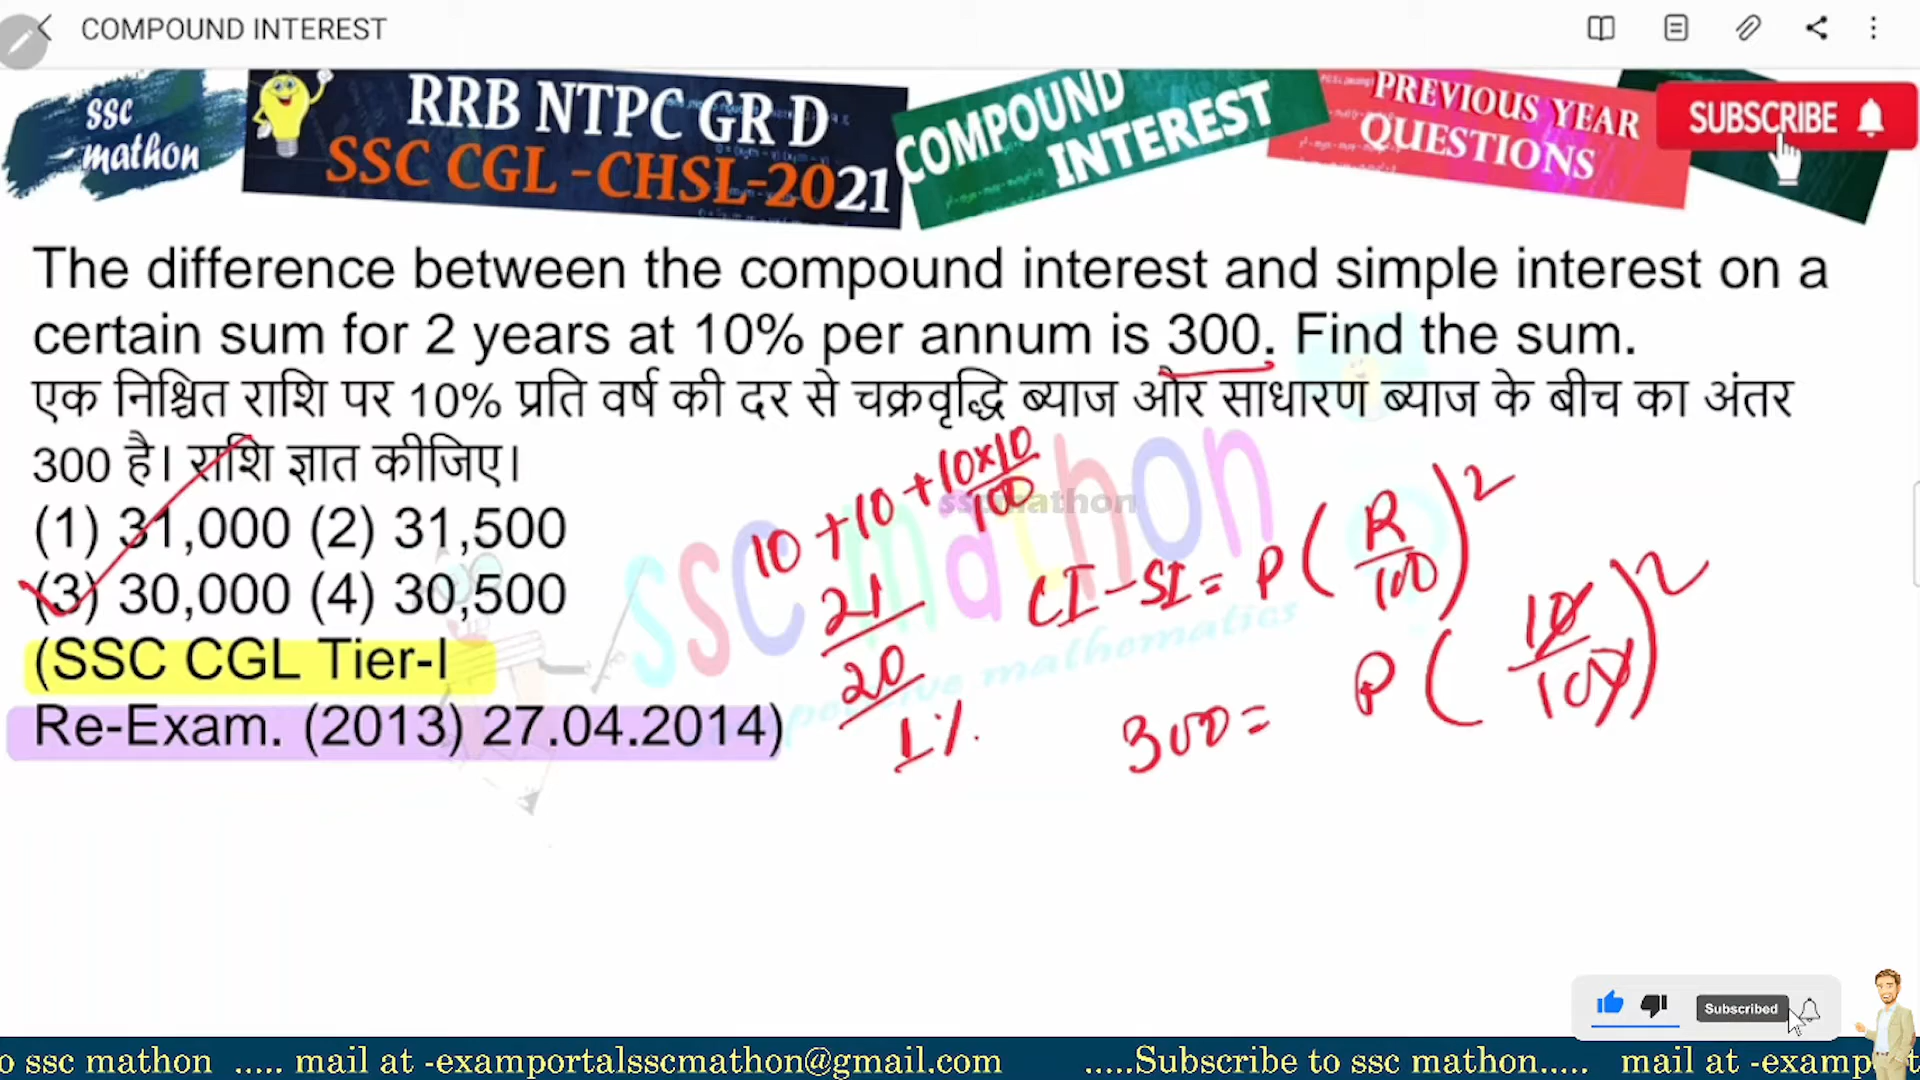 COMPOUND INTEREST
ssc
mathon
RRB NTPC GR D
SSC CGL -CHSL-2021
COMPOUND
INTEREST
PREVIOUS YEAR
QUESTIONS
SUBSCRIBE
The difference between the compound interest and simple interest on a
certain sum for 2 years at 10% per annum is 300. Find the sum.
एक निश्चित राशि पर 10% प्रति वर्ष की दर से चक्रवृद्धि ब्याज और साधारण ब्याज के बीच का अंतर
300 है। राशि ज्ञात कीजिए।
(1) 31,000 (2) 31,500
(3) 30,000 (4) 30,500
(SSC CGL Tier-I
Re-Exam. (2013) 27.04.2014)
10 + 10 + 10×10
100
21
20
1%
CI - SI = P ( R
100 )2
300 = P ( 10
100 )2
ssc mathon
sscmathon
mathematics
Subscribed
o ssc mathon ..... mail at -examportalsscmathon@gmail.com .....Subscribe to ssc mathon..... mail at -examp